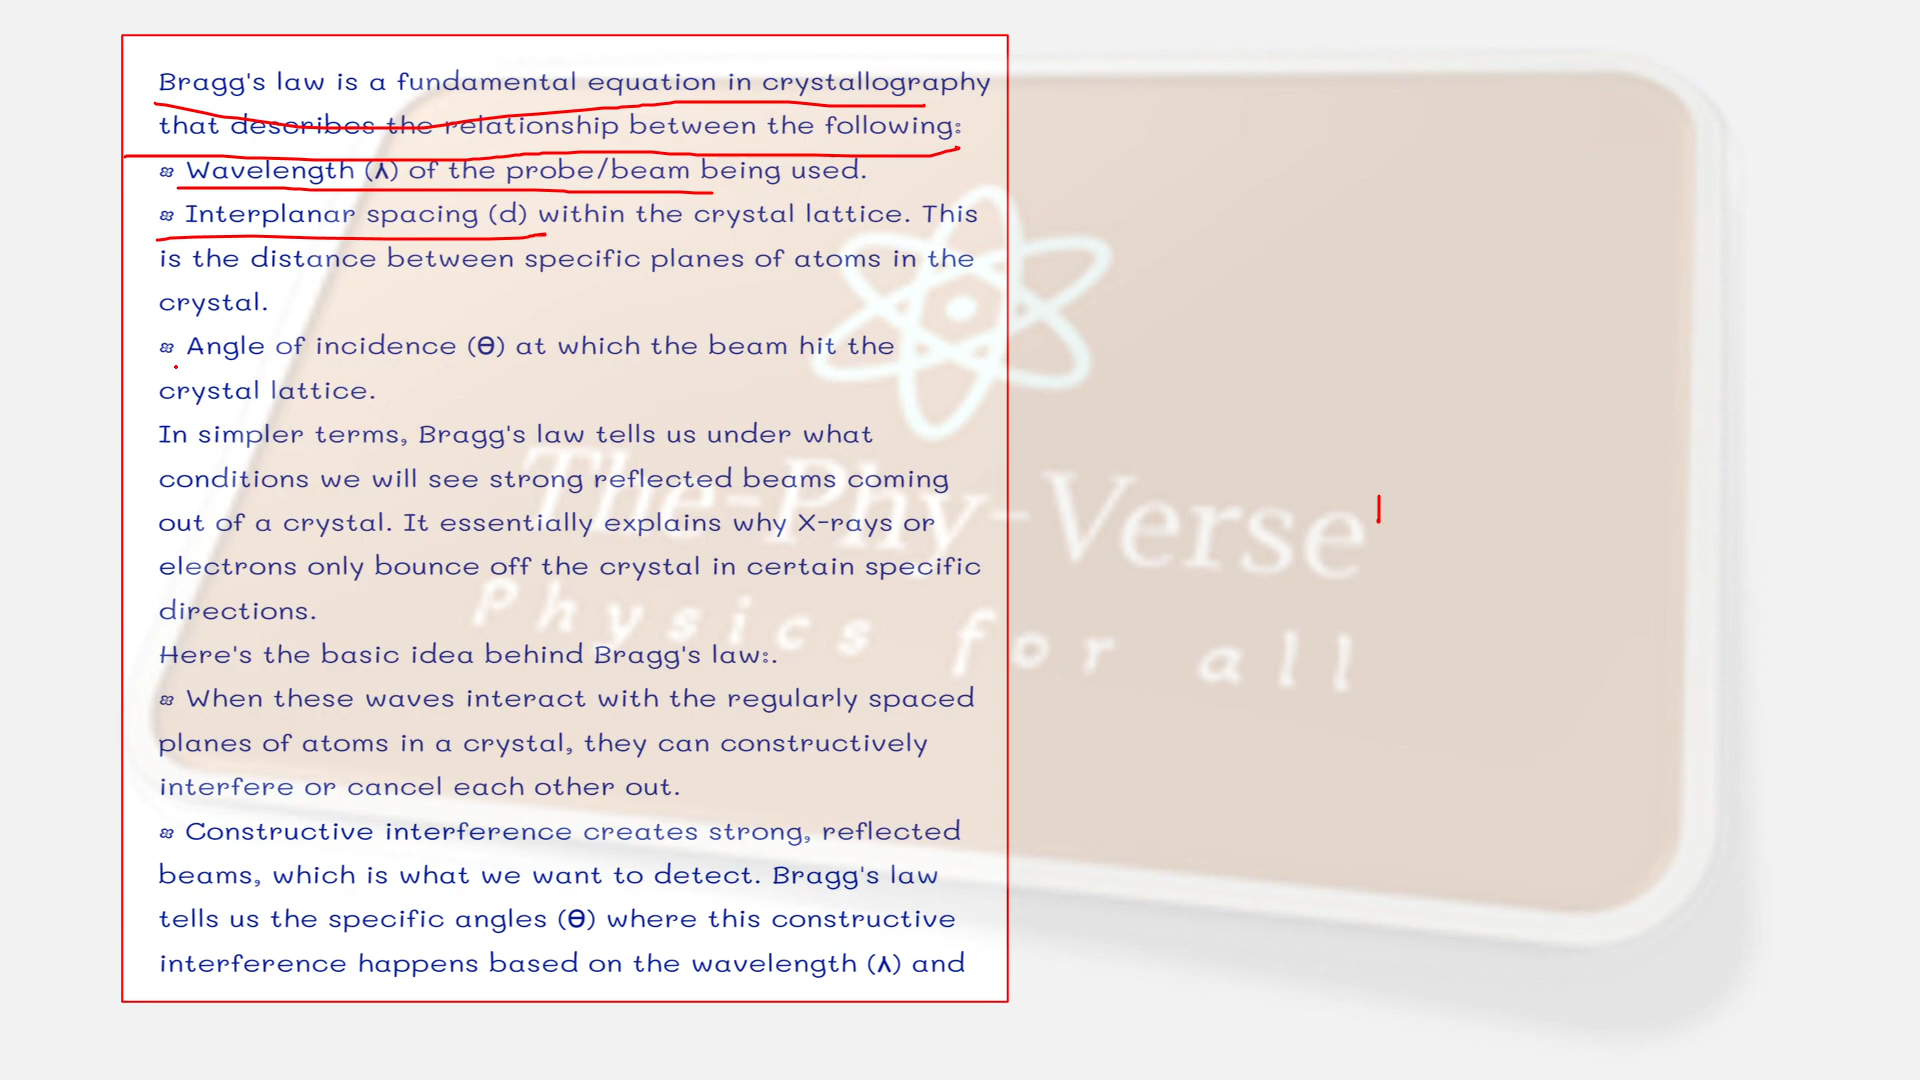 Bragg's law is a fundamental equation in crystallography
that describes the relationship between the following:
Wavelength (λ) of the probe/beam being used.
Interplanar spacing (d) within the crystal lattice. This
is the distance between specific planes of atoms in the
crystal.
Angle of incidence (Θ) at which the beam hit the
crystal lattice.
In simpler terms, Bragg's law tells us under what
conditions we will see strong reflected beams coming
out of a crystal. It essentially explains why X-rays or
electrons only bounce off the crystal in certain specific
directions.
Here's the basic idea behind Bragg's law:.
When these waves interact with the regularly spaced
planes of atoms in a crystal, they can constructively
interfere or cancel each other out.
Constructive interference creates strong, reflected
beams, which is what we want to detect. Bragg's law
tells us the specific angles (Θ) where this constructive
interference happens based on the wavelength (λ) and
The-Phy-Verse
Physics for all